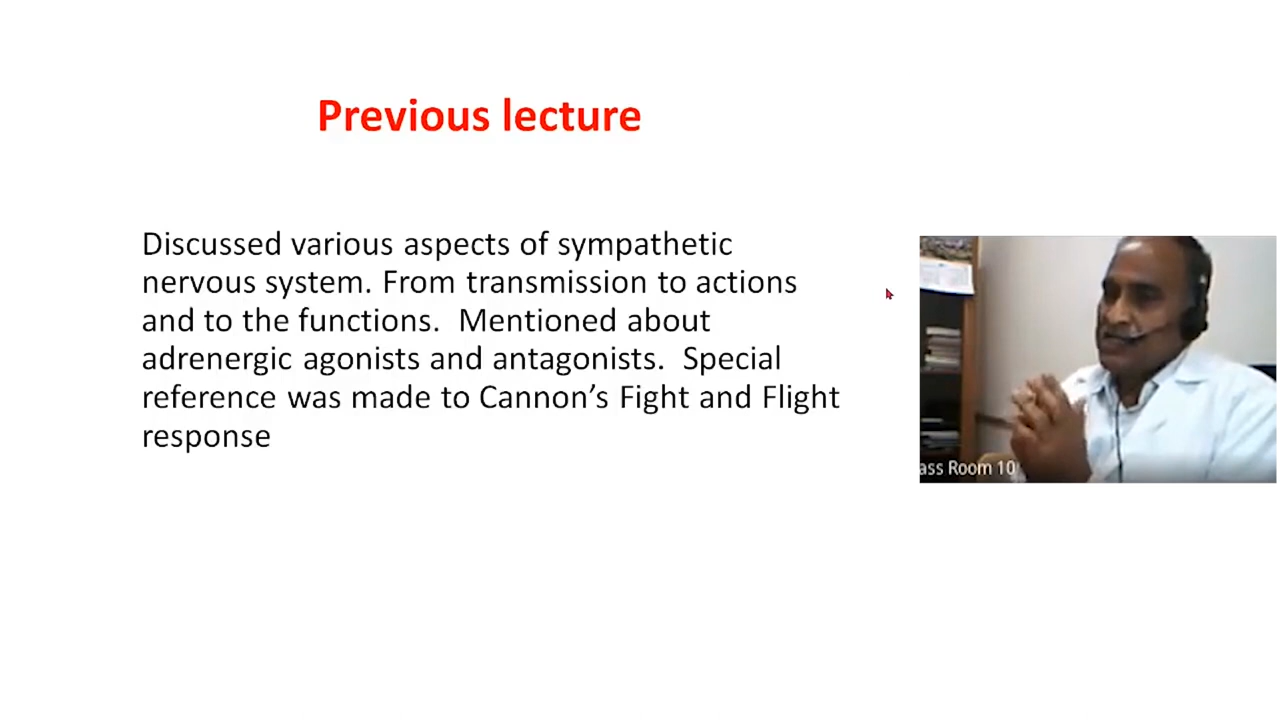 Previous lecture
Discussed various aspects of sympathetic
nervous system. From transmission to actions
and to the functions.  Mentioned about
adrenergic agonists and antagonists.  Special
reference was made to Cannon’s Fight and Flight
response
ass Room 10